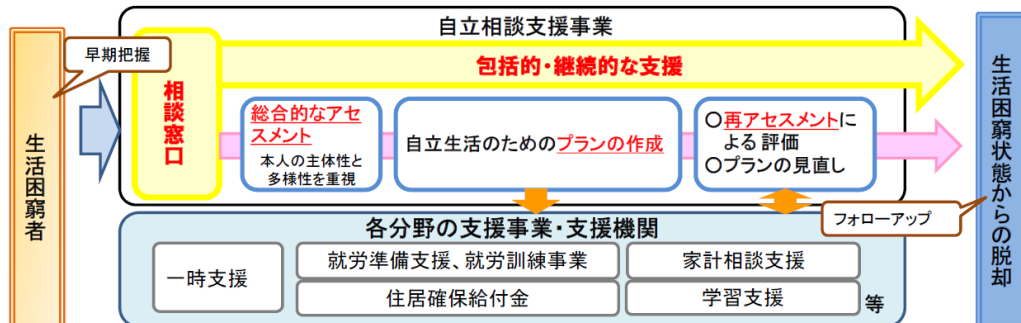 自立相談支援事業
早期把握
包括的・継続的な支援
生活困窮者
相談窓口
総合的なアセ
スメント
本人の主体性と
多様性を重視
自立生活のためのプランの作成
〇再アセスメントに
よる 評価
〇プランの見直し
生活困窮状態からの脱却
フォローアップ
各分野の支援事業・支援機関
一時支援
就労準備支援、就労訓練事業
家計相談支援
住居確保給付金
学習支援
等